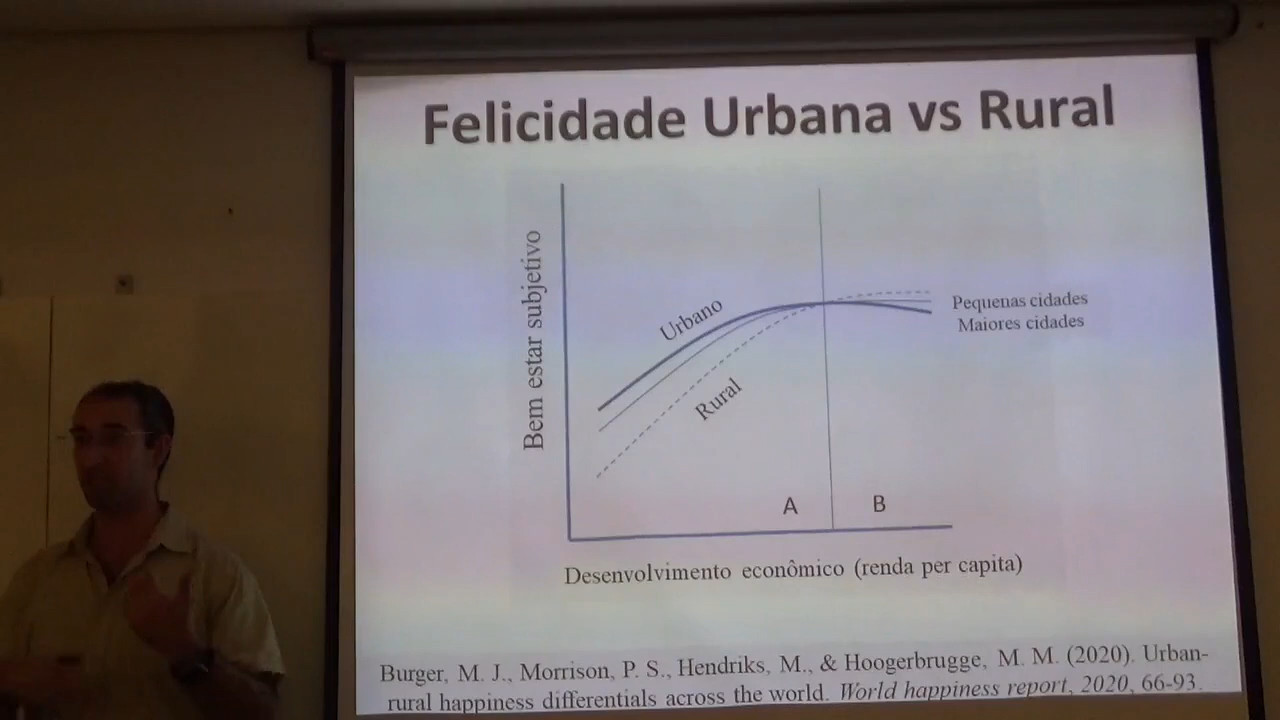 Felicidade Urbana vs Rural
Bem estar subjetivo
Urbano
Rural
Pequenas cidades
Maiores cidades
A
B
Desenvolvimento econômico (renda per capita)
Burger, M. J., Morrison, P. S., Hendriks, M., & Hoogerbrugge, M. M. (2020). Urban-
rural happiness differentials across the world. World happiness report, 2020, 66-93.